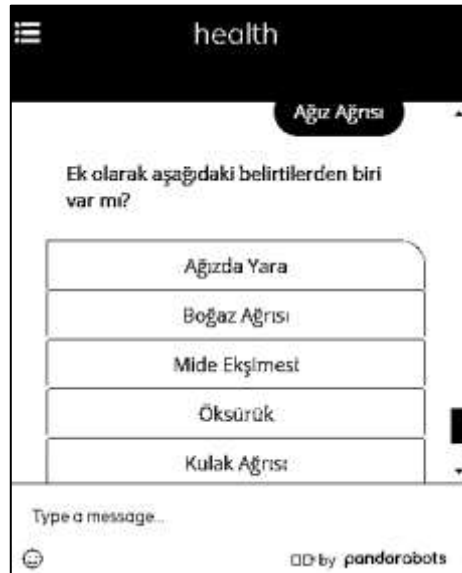 health
Ağız Ağrısı
Ek olarak aşağıdaki belirtilerden biri
var mı?
Ağızda Yara
Boğaz Ağrısı
Mide Ekşimesi
Öksürük
Kulak Ağrısı
Type a message...
by pandorabots